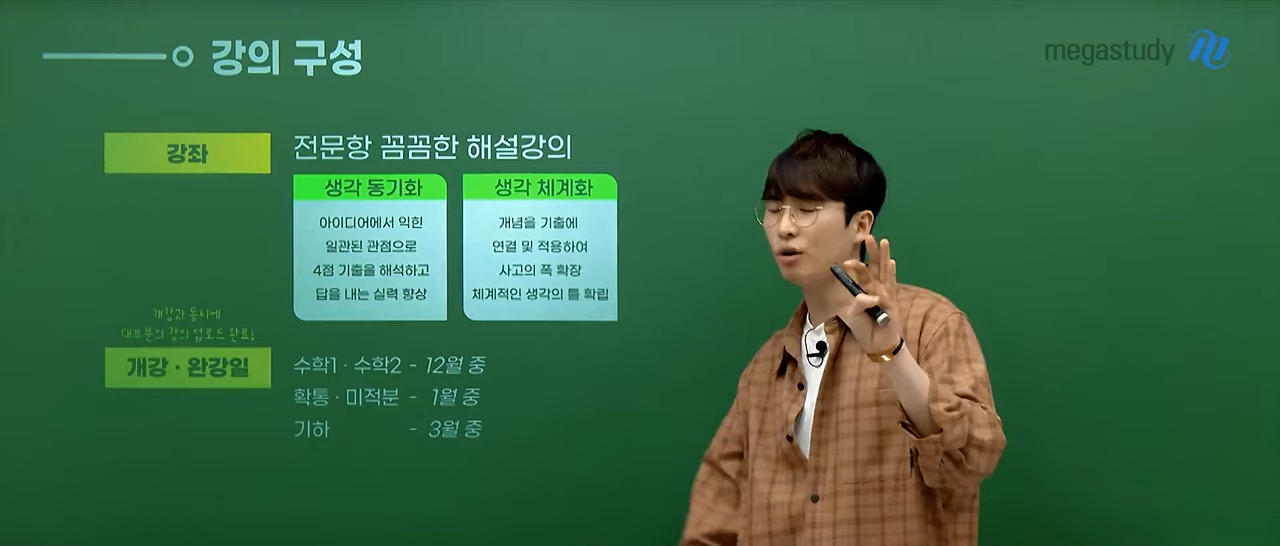 강의 구성
megastudy
강좌
전문항 꼼꼼한 해설강의
생각 동기화
아이디어에서 익힌
일관된 관점으로
4점 기출을 해석하고
답을 내는 실력 향상
생각 체계화
개념을 기출에
연결 및 적용하여
사고의 폭 확장
체계적인 생각의 틀 확립
개강과 동시에
대부분의 강의 업로드 완료!
개강 · 완강일
수학1 · 수학2 - 12월 중
확통 · 미적분 - 1월 중
기하 - 3월 중